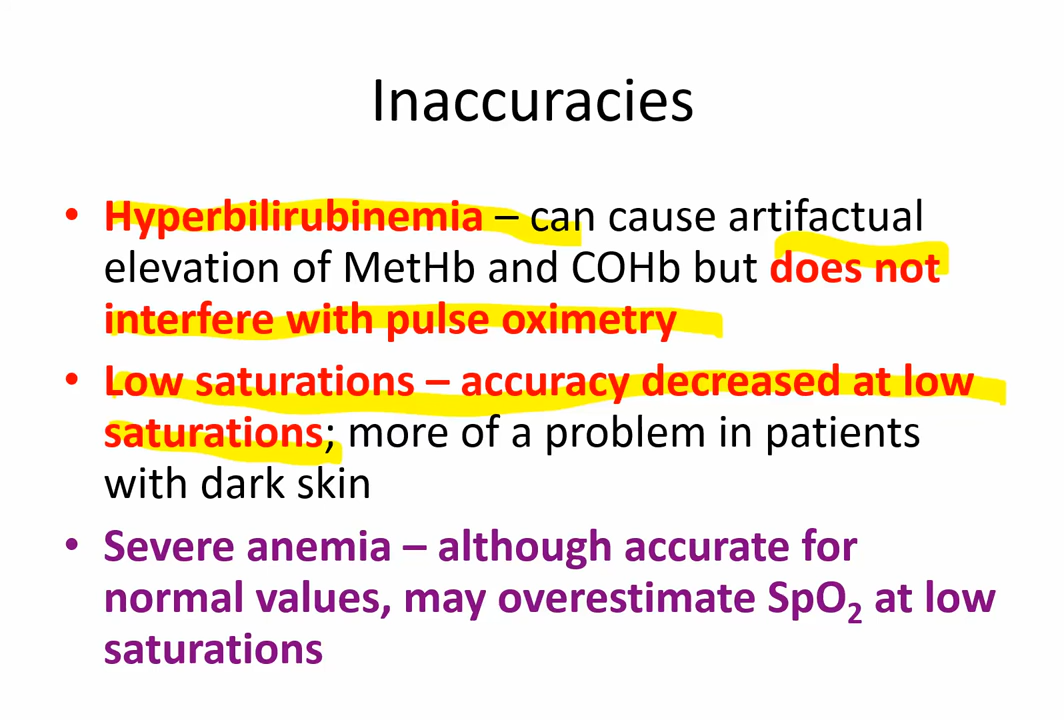 Inaccuracies
• Hyperbilirubinemia – can cause artifactual
elevation of MetHb and COHb but does not
interfere with pulse oximetry
• Low saturations – accuracy decreased at low
saturations; more of a problem in patients
with dark skin
• Severe anemia – although accurate for
normal values, may overestimate SpO₂ at low
saturations